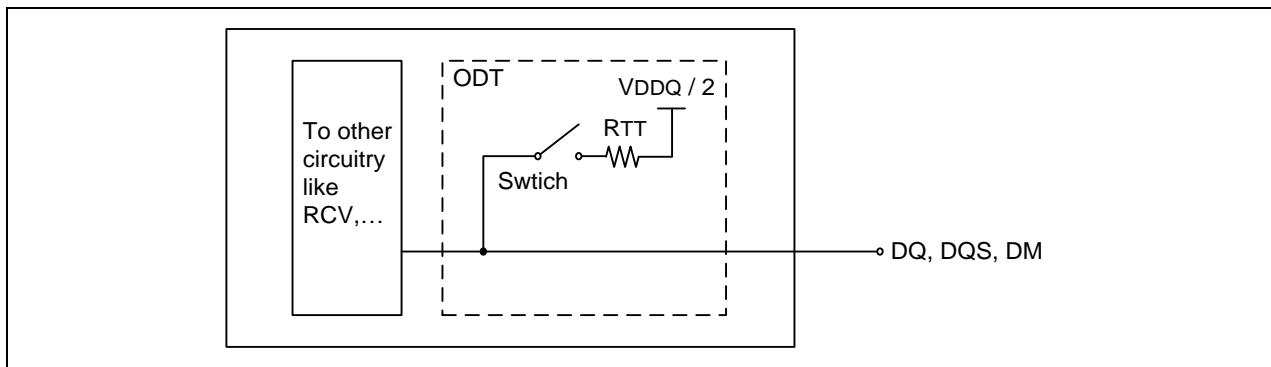 ODT
VDDQ / 2
RTT
Swtich
To other
circuitry
like
RCV,…
DQ, DQS, DM